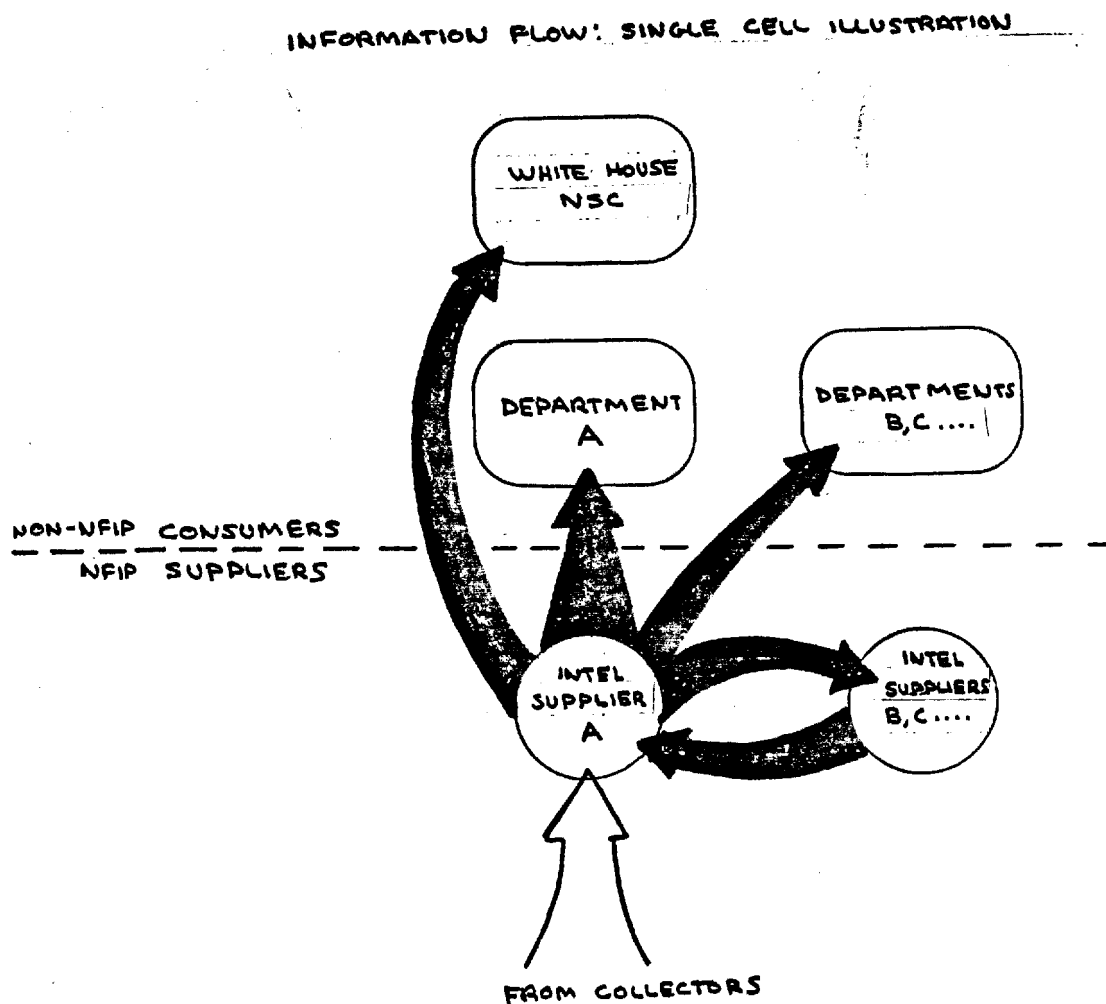 INFORMATION FLOW: SINGLE CELL ILLUSTRATION
WHITE HOUSE
NSC
DEPARTMENT
A
DEPARTMENTS
B, C ....
NON-NFIP CONSUMERS
NFIP SUPPLIERS
INTEL
SUPPLIER
A
INTEL
SUPPLIERS
B, C ....
FROM COLLECTORS